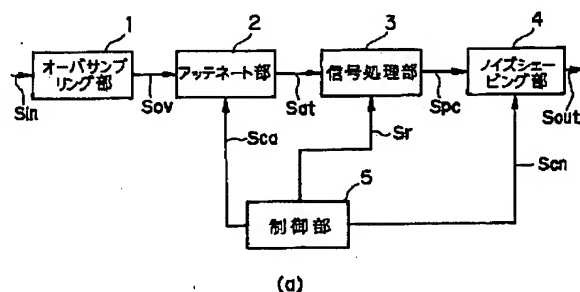 1
オーバサンプ
リング部
2
アッテネート部
3
信号処理部
4
ノイズシェー
ピング部
Sin
Sov
Sat
Spc
Sout
Sca
Sr
Scn
5
制御部
(a)